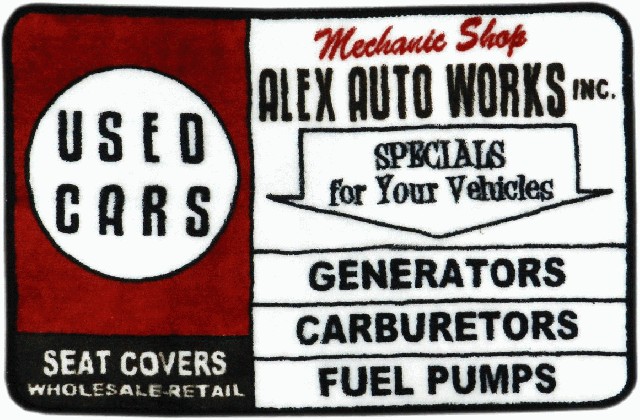 USED
CARS
SEAT COVERS
WHOLESALE-RETAIL
Mechanic Shop
ALEX AUTO WORKS INC.
SPECIALS
for Your Vehicles
GENERATORS
CARBURETORS
FUEL PUMPS